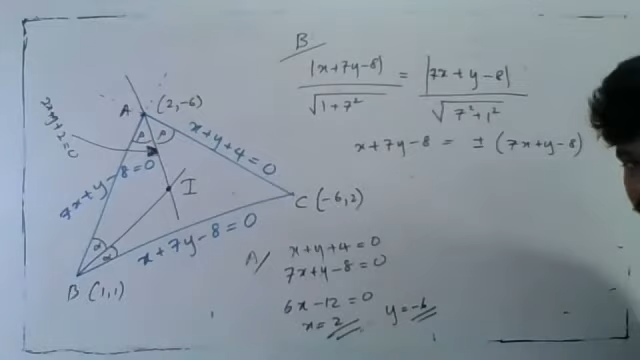 B
|x+7y-8| / √(1+7²) = |7x+y-8| / √(7²+1²)
x+7y-8 = ± (7x+y-8)
A (2,-6)
β β
x+y+4=0
7x+y-8=0
I
C (-6,2)
x+7y-8=0
α α
B (1,1)
A/ x+y+4=0
7x+y-8=0
6x-12=0
x=2 y=-6